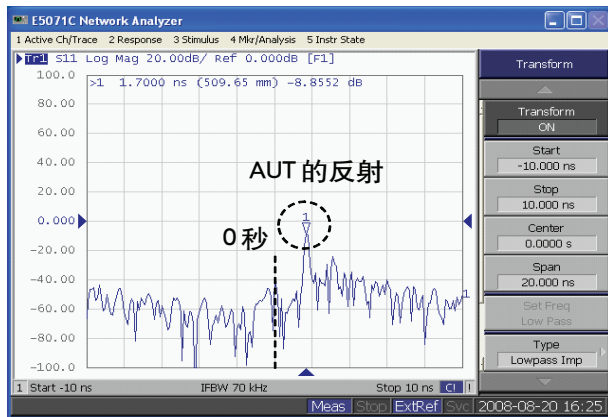 E5071C Network Analyzer
1 Active Ch/Trace 2 Response 3 Stimulus 4 Mkr/Analysis 5 Instr State
Tr1 S11 Log Mag 20.00dB/ Ref 0.000dB [F1]
>1 1.7000 ns (509.65 mm) -8.8552 dB
100.0
80.00
60.00
40.00
20.00
0.000
-20.00
-40.00
-60.00
-80.00
-100.0
AUT的反射
1
0秒
1
1 Start -10 ns
IFBW 70 kHz
Stop 10 ns
C!
!
Transform
Transform
ON
Start
-10.000 ns
Stop
10.000 ns
Center
0.0000 s
Span
20.000 ns
Set Freq
Low Pass
Type
Lowpass Imp
Meas Stop ExtRef Svc 2008-08-20 16:25